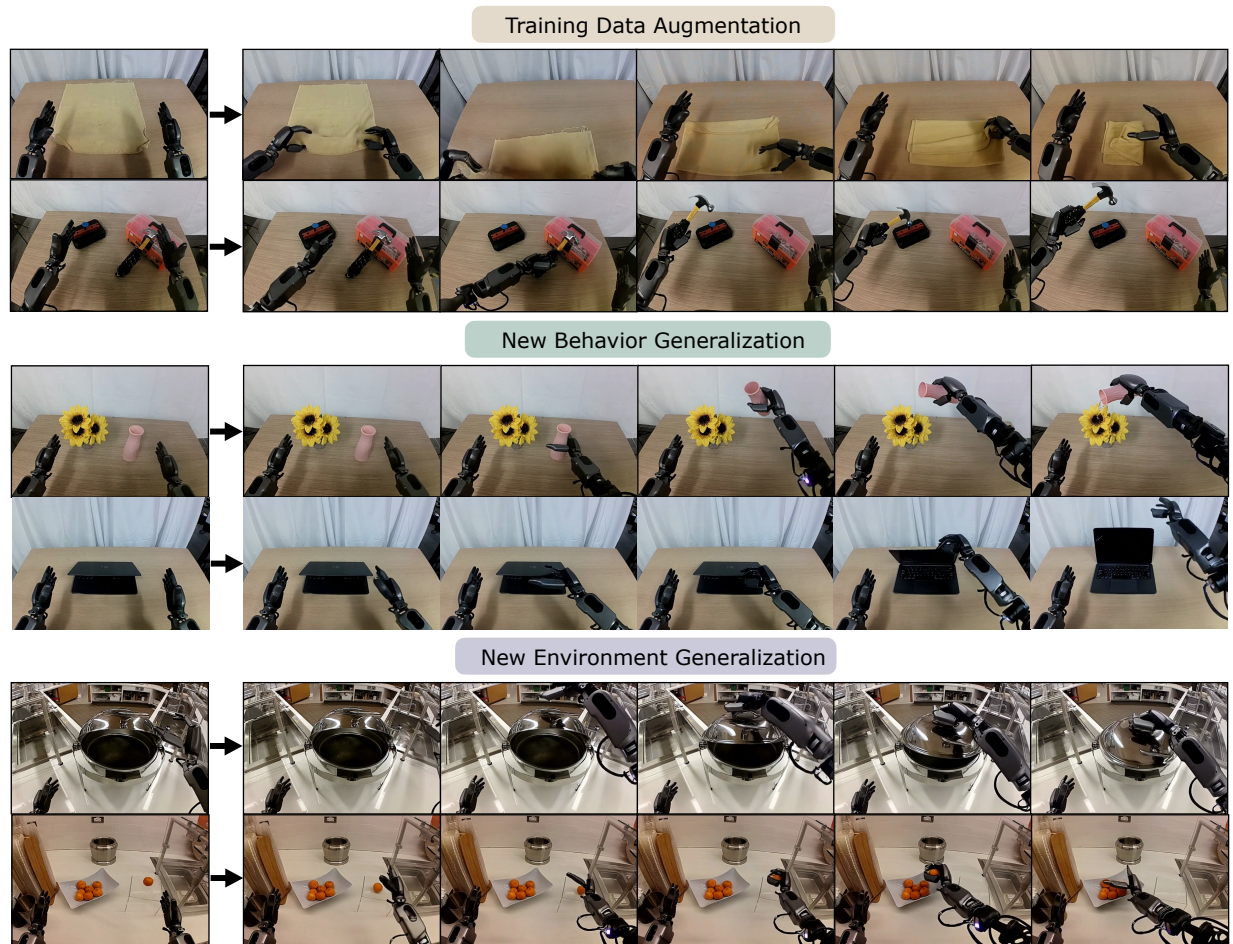 Training Data Augmentation
New Behavior Generalization
New Environment Generalization